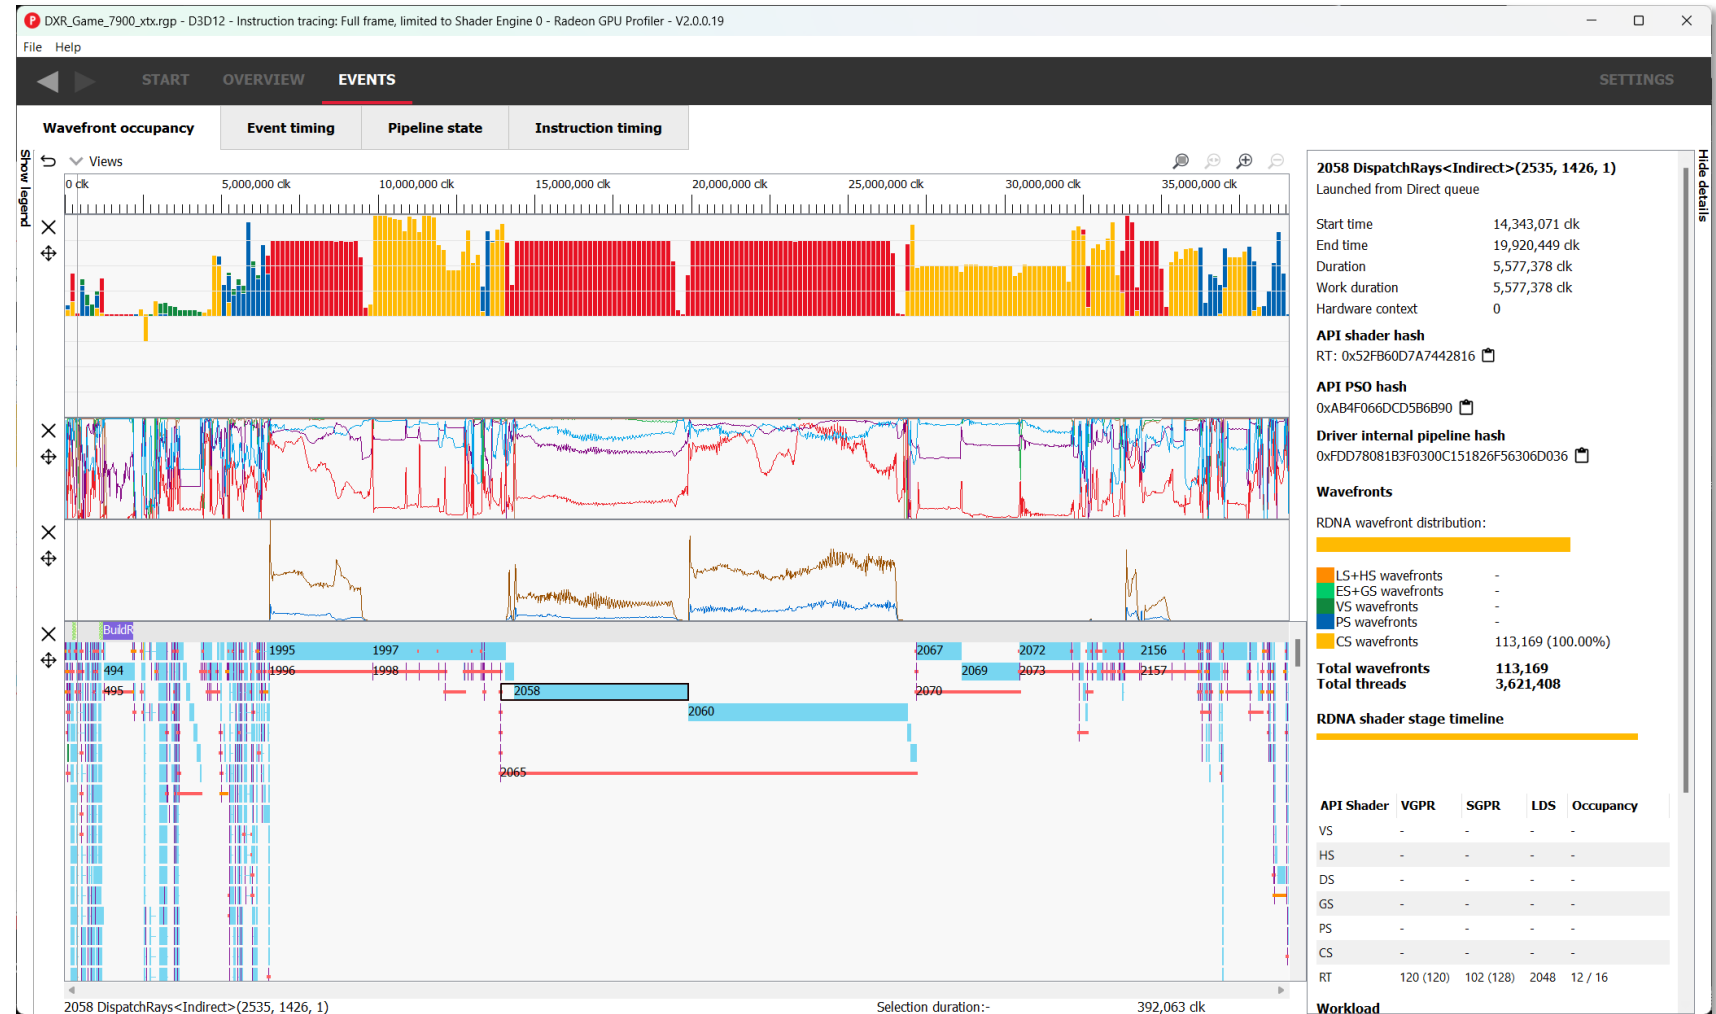 DXR_Game_7900_xtx.rgp - D3D12 - Instruction tracing: Full frame, limited to Shader Engine 0 - Radeon GPU Profiler - V2.0.0.19
File Help
START OVERVIEW EVENTS SETTINGS
Wavefront occupancy Event timing Pipeline state Instruction timing
Show legend
Views
0 clk 5,000,000 clk 10,000,000 clk 15,000,000 clk 20,000,000 clk 25,000,000 clk 30,000,000 clk 35,000,000 clk
BuildR
1995 1997 2067 2072 2156
494 1996 1998 2069 2073 2157
495 2058 2070
2060
2065
2058 DispatchRays<Indirect>(2535, 1426, 1) Selection duration:- 392,063 clk
Hide details
2058 DispatchRays<Indirect>(2535, 1426, 1)
Launched from Direct queue
Start time 14,343,071 clk
End time 19,920,449 clk
Duration 5,577,378 clk
Work duration 5,577,378 clk
Hardware context 0
API shader hash
RT: 0x52FB60D7A7442816
API PSO hash
0xAB4F066DCD5B6B90
Driver internal pipeline hash
0xFDD78081B3F0300C151826F56306D036
Wavefronts
RDNA wavefront distribution:
LS+HS wavefronts -
ES+GS wavefronts -
VS wavefronts -
PS wavefronts -
CS wavefronts 113,169 (100.00%)
Total wavefronts 113,169
Total threads 3,621,408
RDNA shader stage timeline
API Shader VGPR SGPR LDS Occupancy
VS - - - -
HS - - - -
DS - - - -
GS - - - -
PS - - - -
CS - - - -
RT 120 (120) 102 (128) 2048 12 / 16
Workload